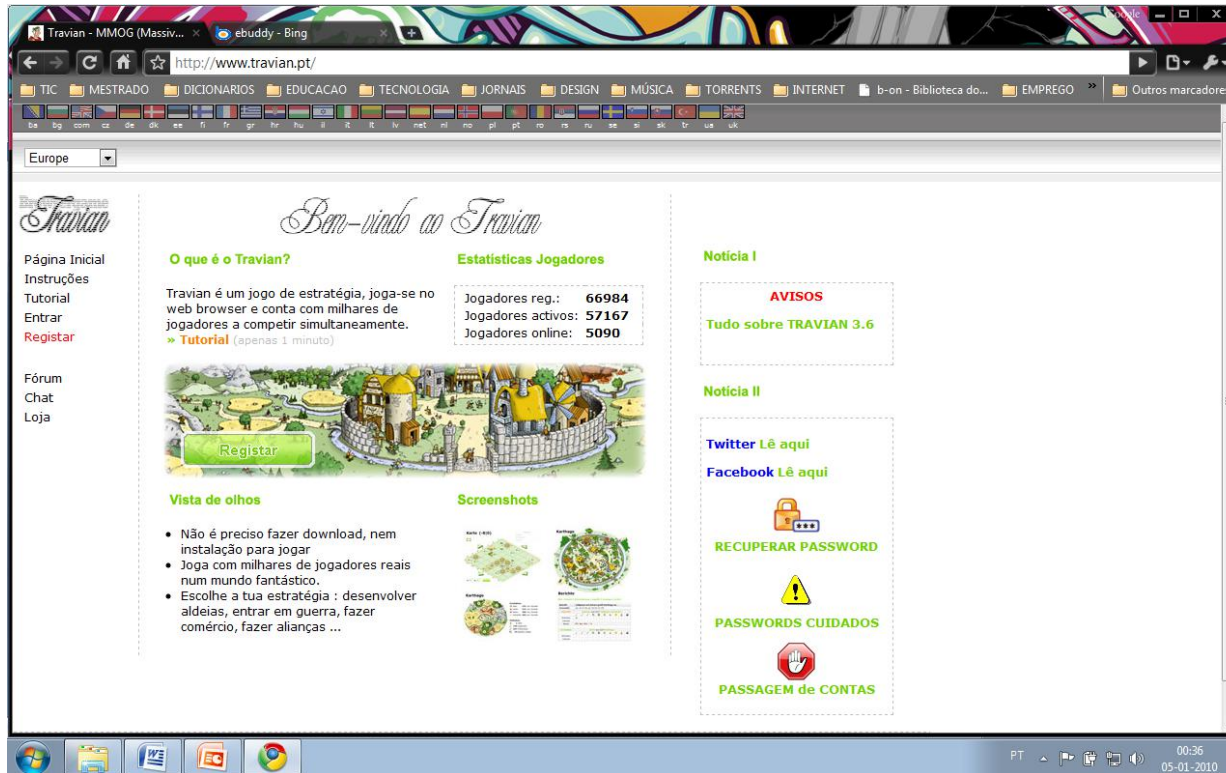 Google
Travian - MMOG (Massiv...
ebuddy - Bing
http://www.travian.pt/
TIC MESTRADO DICIONARIOS EDUCACAO TECNOLOGIA JORNAIS DESIGN MÚSICA TORRENTS INTERNET b-on - Biblioteca do... EMPREGO » Outros marcadores
ba bg com cz de dk ee fi fr gr hr hu il it lt lv net nl no pl pt ro rs ru se si sk tr ua uk
Europe
Travian
Página Inicial
Instruções
Tutorial
Entrar
Registar
Fórum
Chat
Loja
Bem-vindo ao Travian
O que é o Travian?
Travian é um jogo de estratégia, joga-se no
web browser e conta com milhares de
jogadores a competir simultaneamente.
» Tutorial (apenas 1 minuto)
Estatisticas Jogadores
Jogadores reg.: 66984
Jogadores activos: 57167
Jogadores online: 5090
Registar
Vista de olhos
• Não é preciso fazer download, nem
instalação para jogar
• Joga com milhares de jogadores reais
num mundo fantástico.
• Escolhe a tua estratégia : desenvolver
aldeias, entrar em guerra, fazer
comércio, fazer alianças ...
Screenshots
Notícia I
AVISOS
Tudo sobre TRAVIAN 3.6
Notícia II
Twitter Lê aqui
Facebook Lê aqui
RECUPERAR PASSWORD
PASSWORDS CUIDADOS
PASSAGEM de CONTAS
PT
00:36
05-01-2010